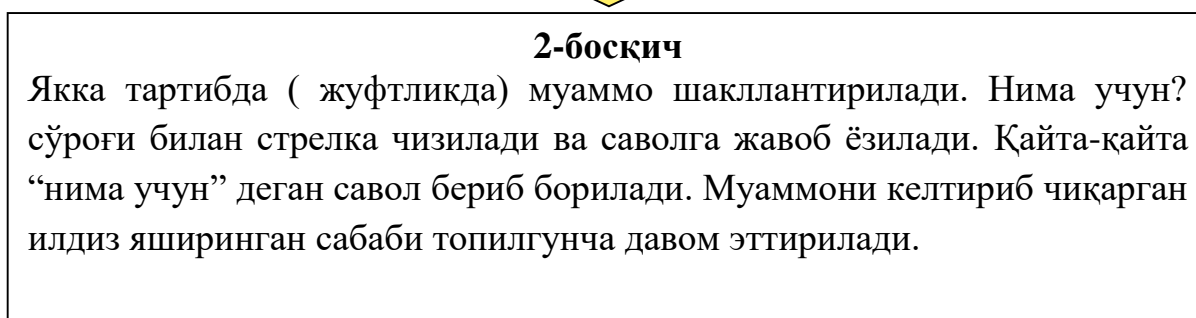 2-босқич
Якка тартибда ( жуфтликда) муаммо шакллантирилади. Нима учун?
сўроғи билан стрелка чизилади ва саволга жавоб ёзилади. Қайта-қайта
“нима учун” деган савол бериб борилади. Муаммони келтириб чиқарган
илдиз яширинган сабаби топилгунча давом эттирилади.